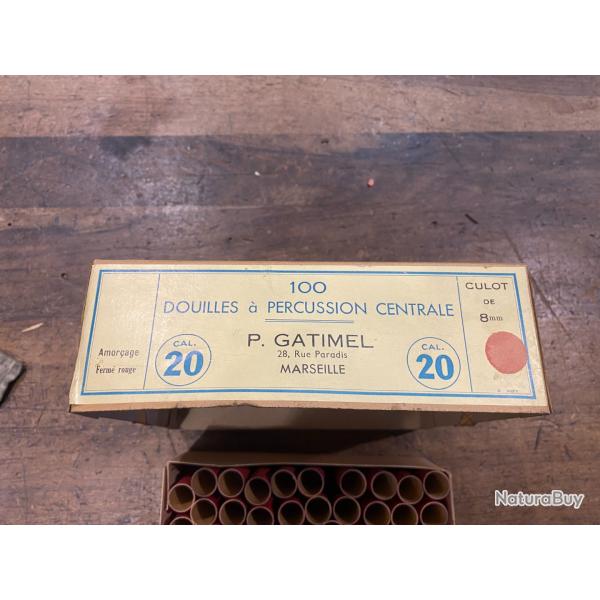 100
DOUILLES à PERCUSSION CENTRALE
P. GATIMEL
28, Rue Paradis
MARSEILLE
Amorçage
Fermé rouge
CAL.
20
CAL.
20
CULOT
DE
8mm
NaturaBuy